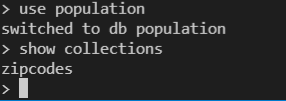 > use population
switched to db population
> show collections
zipcodes
>